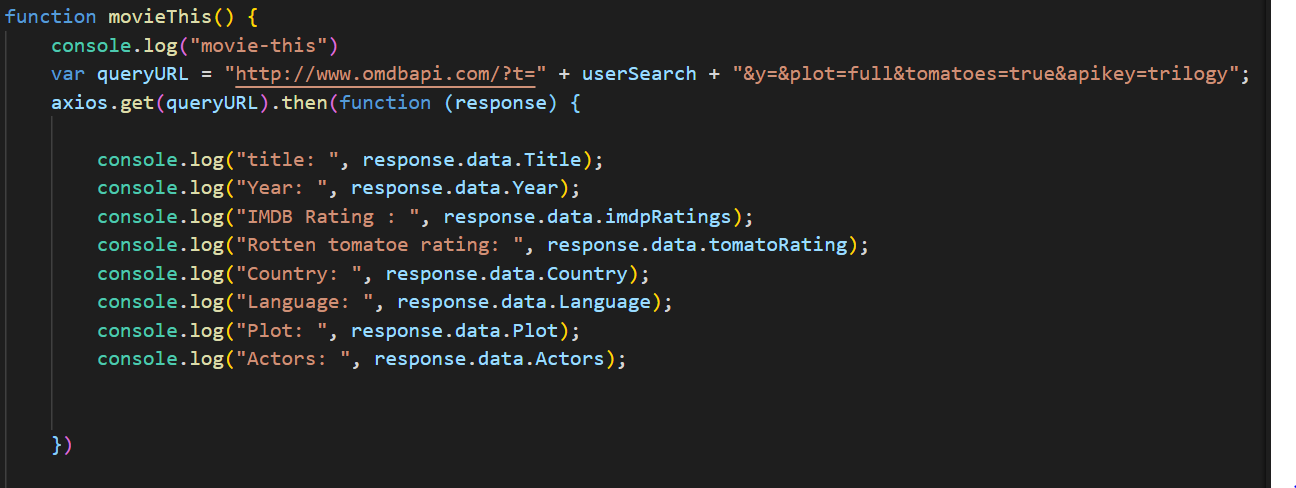 function movieThis() {
console.log("movie-this")
var queryURL = "http://www.omdbapi.com/?t=" + userSearch + "&y=&plot=full&tomatoes=true&apikey=trilogy";
axios.get(queryURL).then(function (response) {
console.log("title: ", response.data.Title);
console.log("Year: ", response.data.Year);
console.log("IMDB Rating : ", response.data.imdpRatings);
console.log("Rotten tomatoe rating: ", response.data.tomatoRating);
console.log("Country: ", response.data.Country);
console.log("Language: ", response.data.Language);
console.log("Plot: ", response.data.Plot);
console.log("Actors: ", response.data.Actors);
})